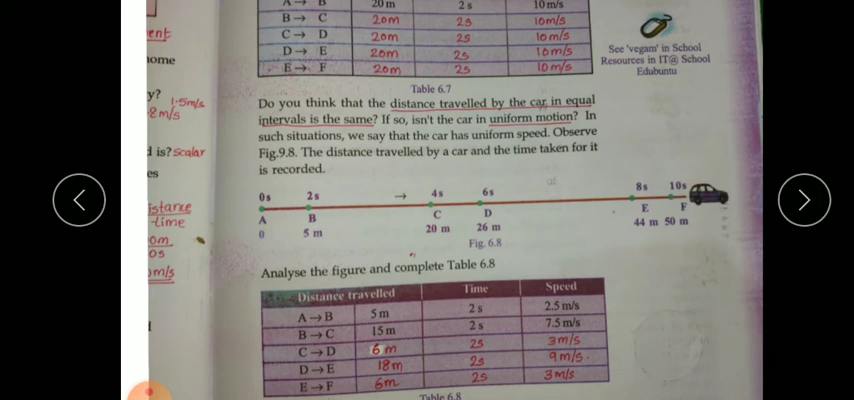 A → B 20 m 2 s 10 m/s
B → C 20m 2s 10m/s
C → D 20m 2s 10m/s
D → E 20m 2s 10m/s
E → F 20m 2s 10m/s
Table 6.7
See 'vegam' in School
Resources in IT@ School
Edubuntu
ent
ome
y?
1.5m/s
8m/s
is? scalar
es
istance
time
om
os
m/s
Do you think that the distance travelled by the car in equal
intervals is the same? If so, isn't the car in uniform motion? In
such situations, we say that the car has uniform speed. Observe
Fig.9.8. The distance travelled by a car and the time taken for it
is recorded.
0s 2s → 4s 6s 8s 10s
A B C D E F
0 5 m 20 m 26 m 44 m 50 m
Fig. 6.8
Analyse the figure and complete Table 6.8
Distance travelled Time Speed
A→B 5 m 2 s 2.5 m/s
B→C 15 m 2 s 7.5 m/s
C→D 6 m 2s 3m/s
D→E 18m 2s 9m/s.
E→F 6m 2s 3m/s
Table 6.8